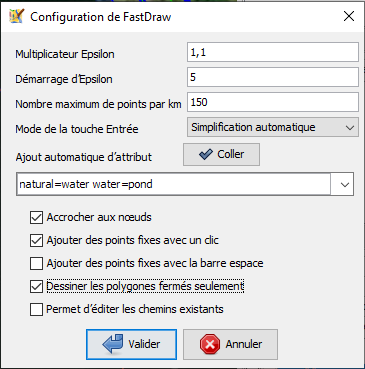 Configuration de FastDraw
Multiplicateur Epsilon 1,1
Démarrage d'Epsilon 5
Nombre maximum de points par km 150
Mode de la touche Entrée Simplification automatique
Ajout automatique d'attribut Coller
natural=water water=pond
Accrocher aux nœuds
Ajouter des points fixes avec un clic
Ajouter des points fixes avec la barre espace
Dessiner les polygones fermés seulement
Permet d'éditer les chemins existants
Valider Annuler